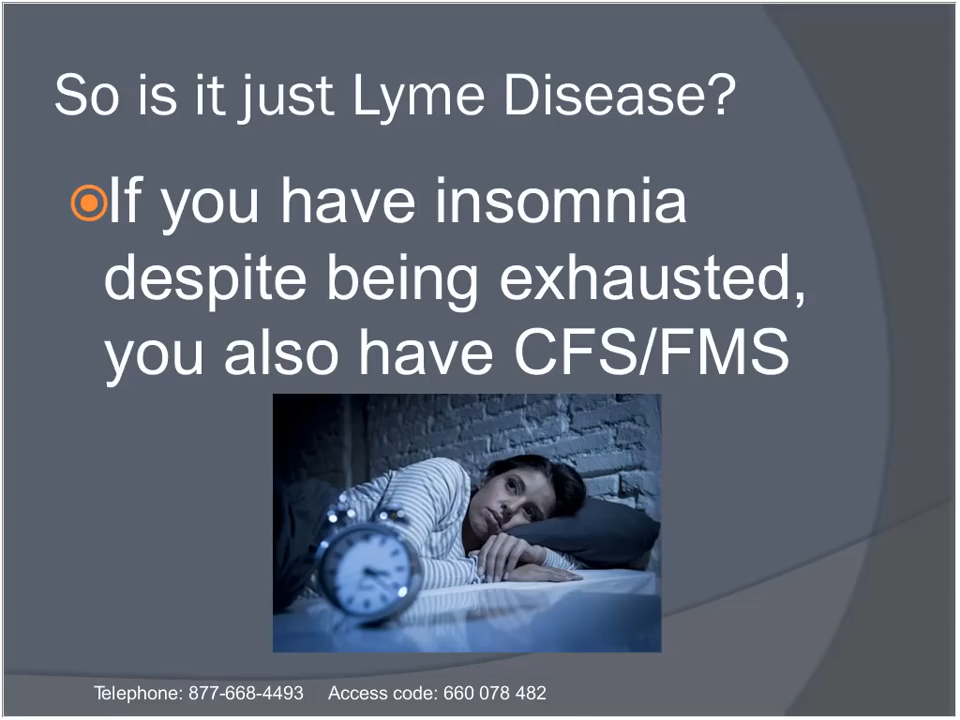 So is it just Lyme Disease?
If you have insomnia
despite being exhausted,
you also have CFS/FMS
Telephone: 877-668-4493 Access code: 660 078 482